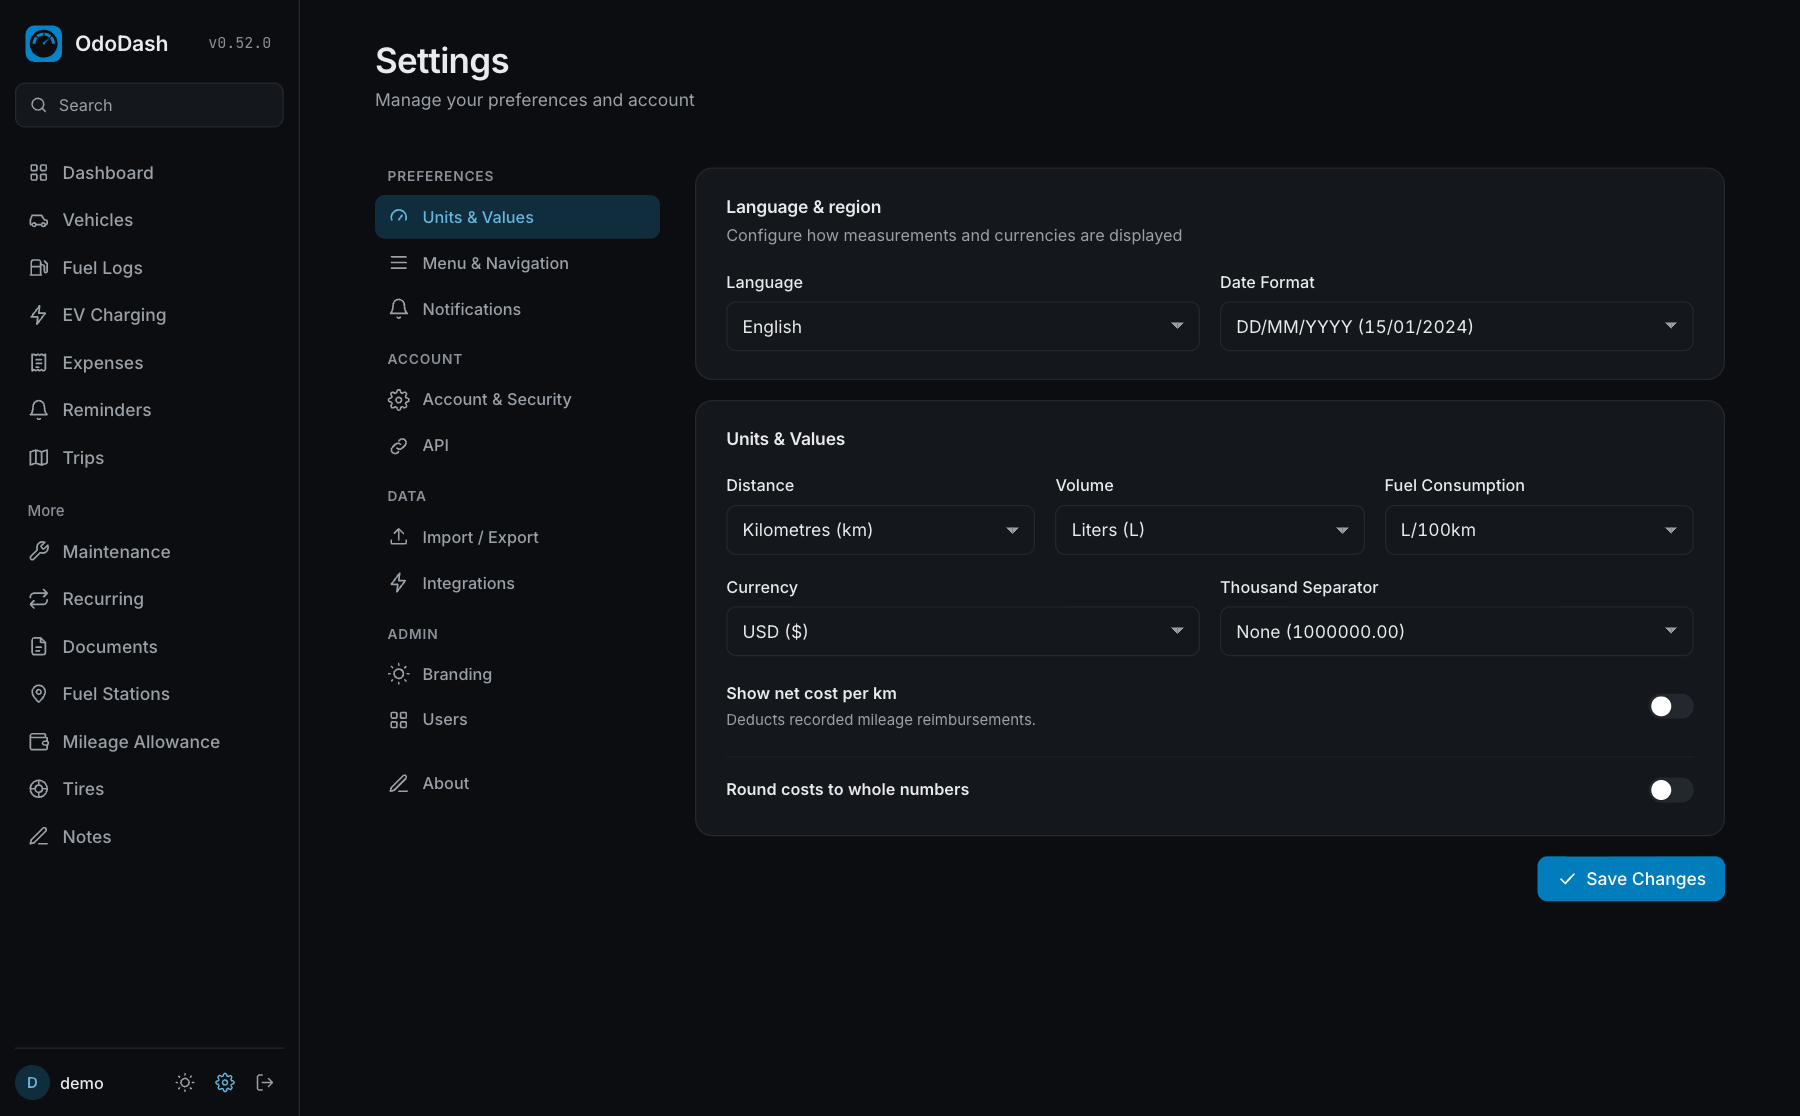 OdoDash
v0.52.0
Search
Dashboard
Vehicles
Fuel Logs
EV Charging
Expenses
Reminders
Trips
More
Maintenance
Recurring
Documents
Fuel Stations
Mileage Allowance
Tires
Notes
D
demo
Settings
Manage your preferences and account
PREFERENCES
Units & Values
Menu & Navigation
Notifications
ACCOUNT
Account & Security
API
DATA
Import / Export
Integrations
ADMIN
Branding
Users
About
Language & region
Configure how measurements and currencies are displayed
Language
English
Date Format
DD/MM/YYYY (15/01/2024)
Units & Values
Distance
Kilometres (km)
Volume
Liters (L)
Fuel Consumption
L/100km
Currency
USD ($)
Thousand Separator
None (1000000.00)
Show net cost per km
Deducts recorded mileage reimbursements.
Round costs to whole numbers
Save Changes